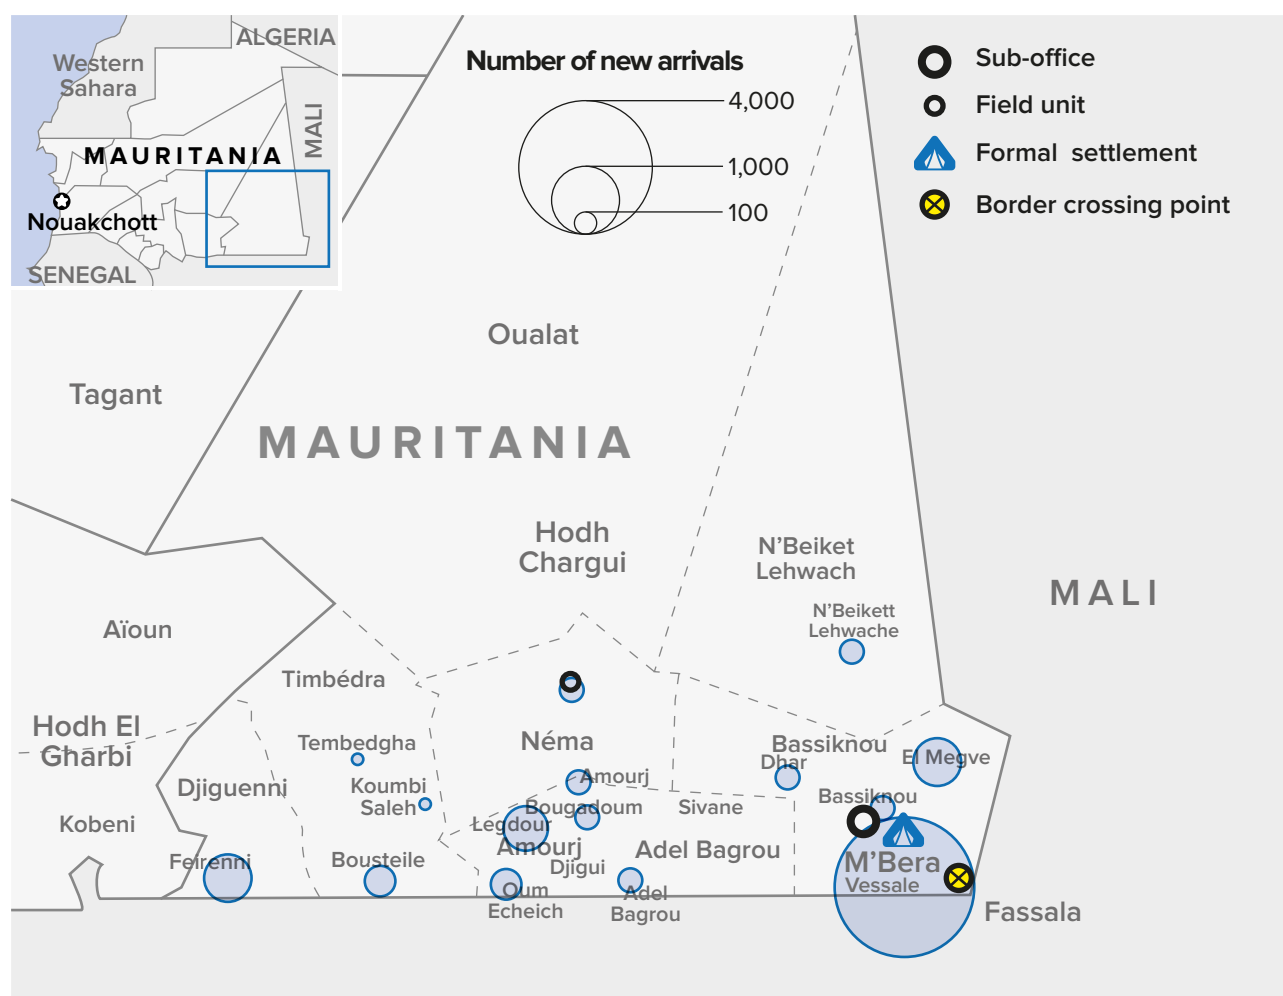 ALGERIA
Western
Sahara
MALI
MAURITANIA
Nouakchott
SENEGAL
Number of new arrivals
4,000
1,000
100
Sub-office
Field unit
Formal settlement
Border crossing point
Oualat
Tagant
MAURITANIA
Hodh
Chargui
N'Beiket
Lehwach
MALI
N'Beikett
Lehwache
Aïoun
Timbédra
Hodh El
Gharbi
Néma
Tembedgha
Bassiknou
Dhar
El Megve
Djiguenni
Koumbi
Saleh
Amourj
Bassiknou
Bougadoum
Sivane
Kobeni
Legdour
Amourj
Adel Bagrou
Feirenni
Bousteile
Djigui
M'Bera
Vessale
Oum
Echeich
Adel
Bagrou
Fassala